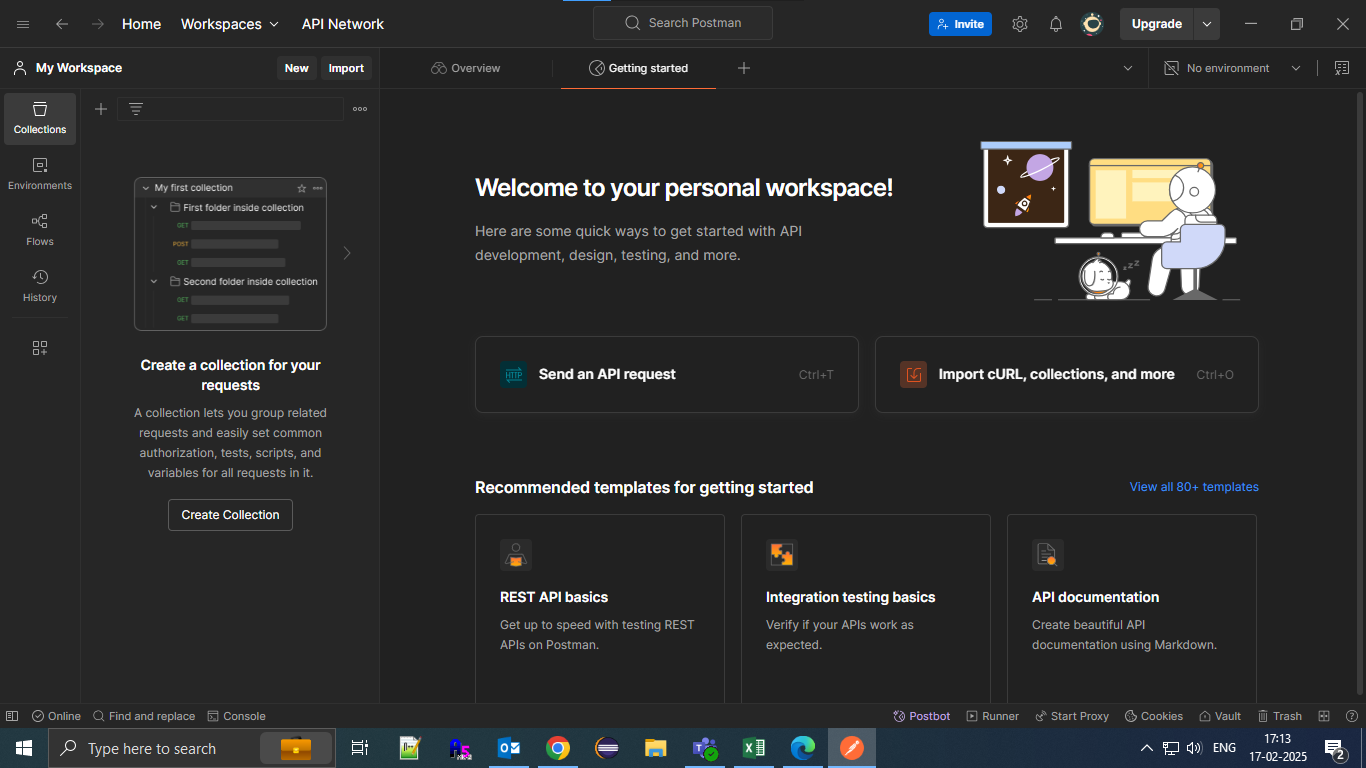 Home
Workspaces
API Network
Search Postman
Invite
Upgrade
My Workspace
New
Import
Overview
Getting started
No environment
Collections
Environments
Flows
History
My first collection
First folder inside collection
GET
POST
GET
Second folder inside collection
GET
GET
Create a collection for your
requests
A collection lets you group related
requests and easily set common
authorization, tests, scripts, and
variables for all requests in it.
Create Collection
Welcome to your personal workspace!
Here are some quick ways to get started with API
development, design, testing, and more.
zzz
HTTP
Send an API request
Ctrl+T
Import cURL, collections, and more
Ctrl+O
Recommended templates for getting started
View all 80+ templates
REST API basics
Get up to speed with testing REST
APIs on Postman.
Integration testing basics
Verify if your APIs work as
expected.
API documentation
Create beautiful API
documentation using Markdown.
Online
Find and replace
Console
Postbot
Runner
Start Proxy
Cookies
Vault
Trash
Type here to search
ENG
17:13
17-02-2025
2